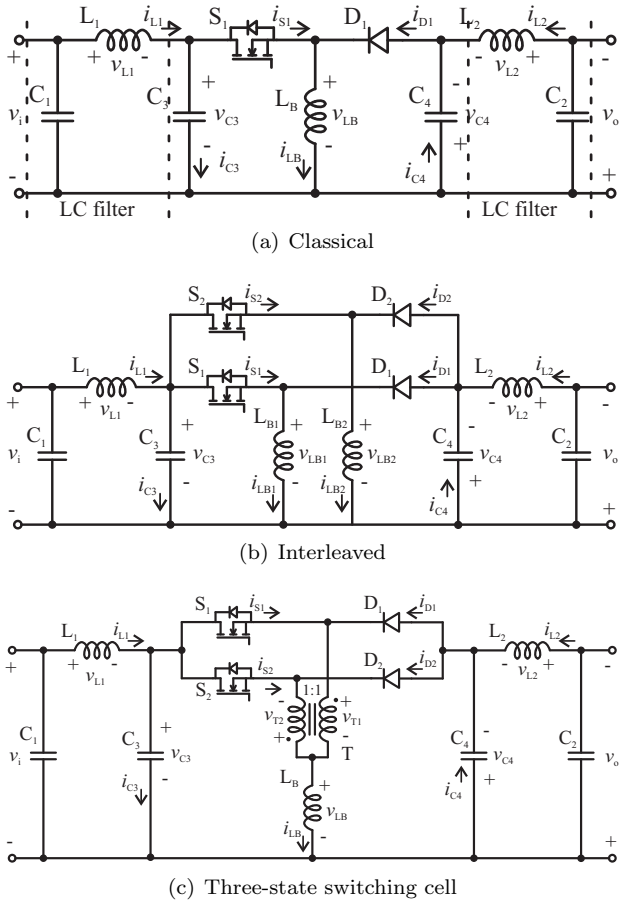 L1 iL1 S1 iS1 D1 iD1 L2 iL2
+ + - - + -
vL1 vL2
C1 C3 + LB + - C4 C2
vi vC3 vLB vC4 vo
- - iC3 iLB - iC4 + +
LC filter LC filter
(a) Classical
S2 iS2 D2 iD2
L1 iL1 S1 iS1 D1 iD1 L2 iL2
+ + - - + -
vL1 LB1 LB2 vL2
C1 C3 + + + - C4 C2
vi vC3 vLB1 vLB2 vC4 vo
- iC3 - iLB1 - iLB2 - iC4 + +
(b) Interleaved
S1 iS1 D1 iD1
L1 iL1 iS2 D2 iD2 L2 iL2
+ + - S2 - + -
vL1 1:1 vL2
- +
vT2 vT1
+ - T
C1 C3 + - C4 C2
vi vC3 LB + vC4 vo
iC3 - vLB iC4 +
- iLB - +
(c) Three-state switching cell